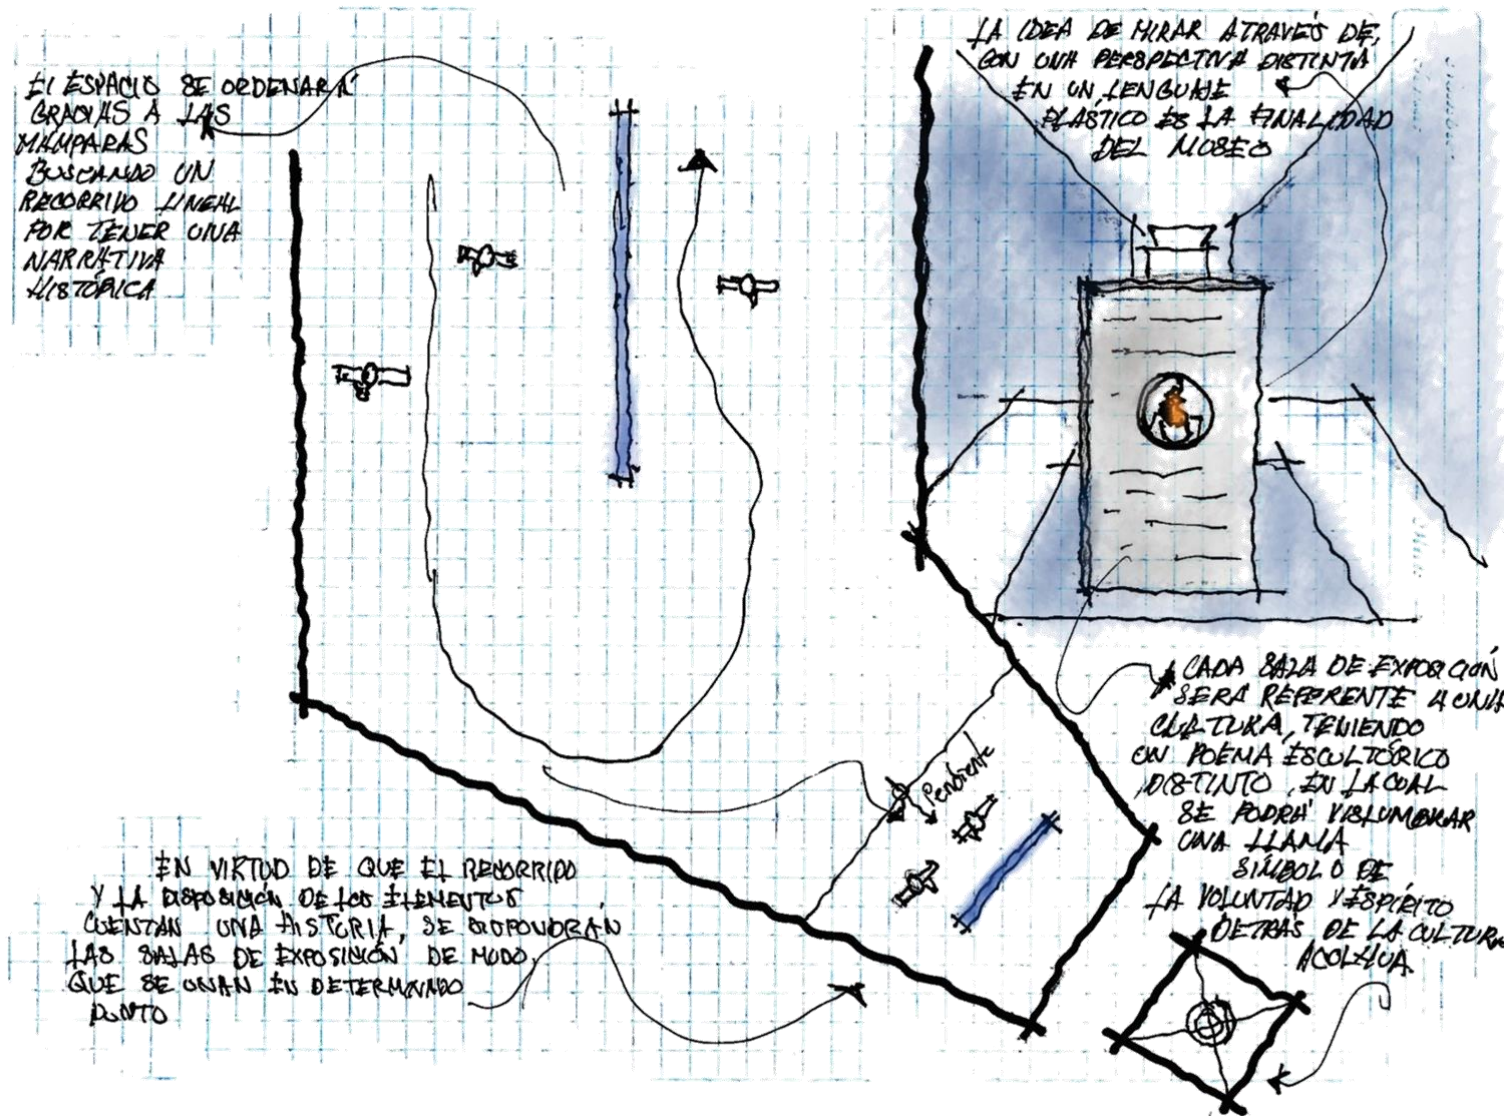 El ESPACIO SE ORDENARÁ
GRACIAS A LAS
MAMPARAS
BUSCANDO UN
RECORRIDO LINEAL
POR TENER UNA
NARRATIVA
HISTÓRICA
LA IDEA DE MIRAR ATRAVÉS DE,
CON UNA PERSPECTIVA DISTINTA
EN UN LENGUAJE
PLÁSTICO ES LA FINALIDAD
DEL MUSEO
Pendiente
CADA SALA DE EXPOSICIÓN
SERÁ REFERENTE A UNA
CULTURA, TENIENDO
UN POEMA ESCULTÓRICO
DISTINTO, EN LA CUAL
SE PODRÁ VISLUMBRAR
UNA LLAMA
SÍMBOLO DE
LA VOLUNTAD Y ESPÍRITO
DETRAS DE LA CULTURA
ACOLHUA.
EN VIRTUD DE QUE EL RECORRIDO
Y LA DISPOSICIÓN DE LOS ELEMENTOS
CUENTAN UNA HISTORIA, SE DISPONDRÁN
LAS SALAS DE EXPOSICIÓN DE MODO,
QUE SE UNAN EN DETERMINADO
PUNTO